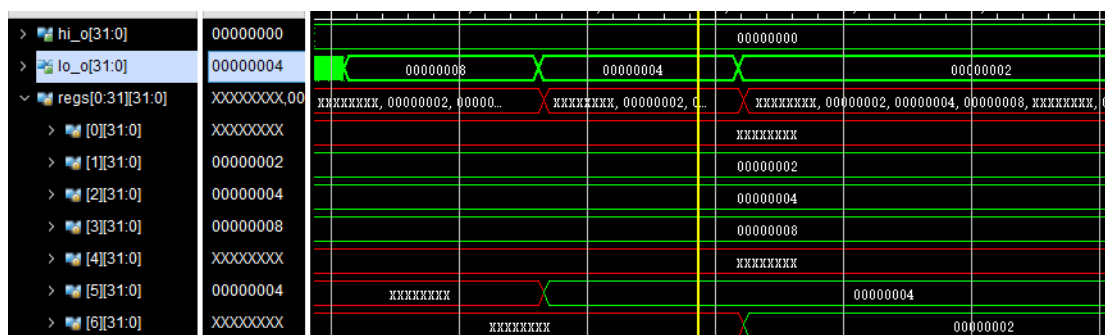 hi_o[31:0] 00000000 00000000
lo_o[31:0] 00000004 00000008 00000004 00000002
regs[0:31][31:0] XXXXXXXX,00 XXXXXXXX, 00000002, 00000... XXXXXXXX, 00000002, 0... XXXXXXXX, 00000002, 00000004, 00000008, XXXXXXXX,
[0][31:0] XXXXXXXX XXXXXXXX
[1][31:0] 00000002 00000002
[2][31:0] 00000004 00000004
[3][31:0] 00000008 00000008
[4][31:0] XXXXXXXX XXXXXXXX
[5][31:0] 00000004 XXXXXXXX 00000004
[6][31:0] XXXXXXXX XXXXXXXX 00000002